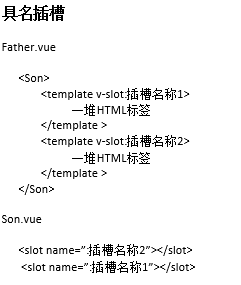 具名插槽
Father.vue
<Son>
<template v-slot:插槽名称1>
一堆HTML标签
</template >
<template v-slot:插槽名称2>
一堆HTML标签
</template >
</Son>
Son.vue
<slot name=":插槽名称2"></slot>
<slot name=":插槽名称1"></slot>